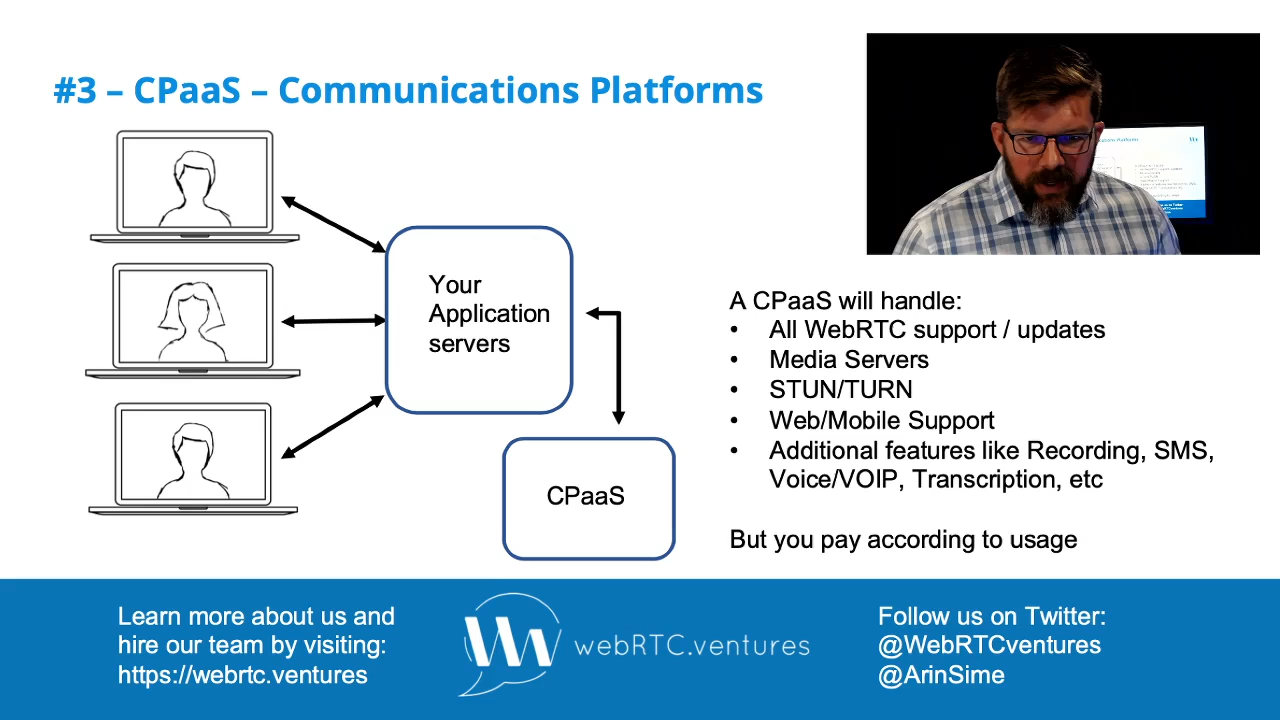 #3 – CPaaS – Communications Platforms
Your
Application
servers
CPaaS
A CPaaS will handle:
• All WebRTC support / updates
• Media Servers
• STUN/TURN
• Web/Mobile Support
• Additional features like Recording, SMS,
Voice/VOIP, Transcription, etc
But you pay according to usage
Learn more about us and
hire our team by visiting:
https://webrtc.ventures
webRTC.ventures
Follow us on Twitter:
@WebRTCventures
@ArinSime